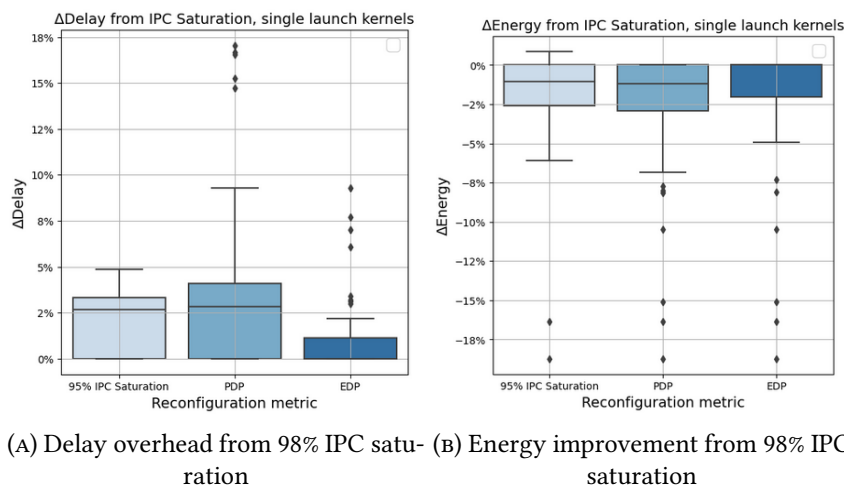 ΔDelay from IPC Saturation, single launch kernels
18%
15%
12%
10%
8%
5%
2%
0%
ΔDelay
95% IPC Saturation
PDP
EDP
Reconfiguration metric
ΔEnergy from IPC Saturation, single launch kernels
0%
−2%
−5%
−8%
−10%
−12%
−15%
−18%
ΔEnergy
95% IPC Saturation
PDP
EDP
Reconfiguration metric
(A) Delay overhead from 98% IPC satu-
ration
(B) Energy improvement from 98% IPC
saturation